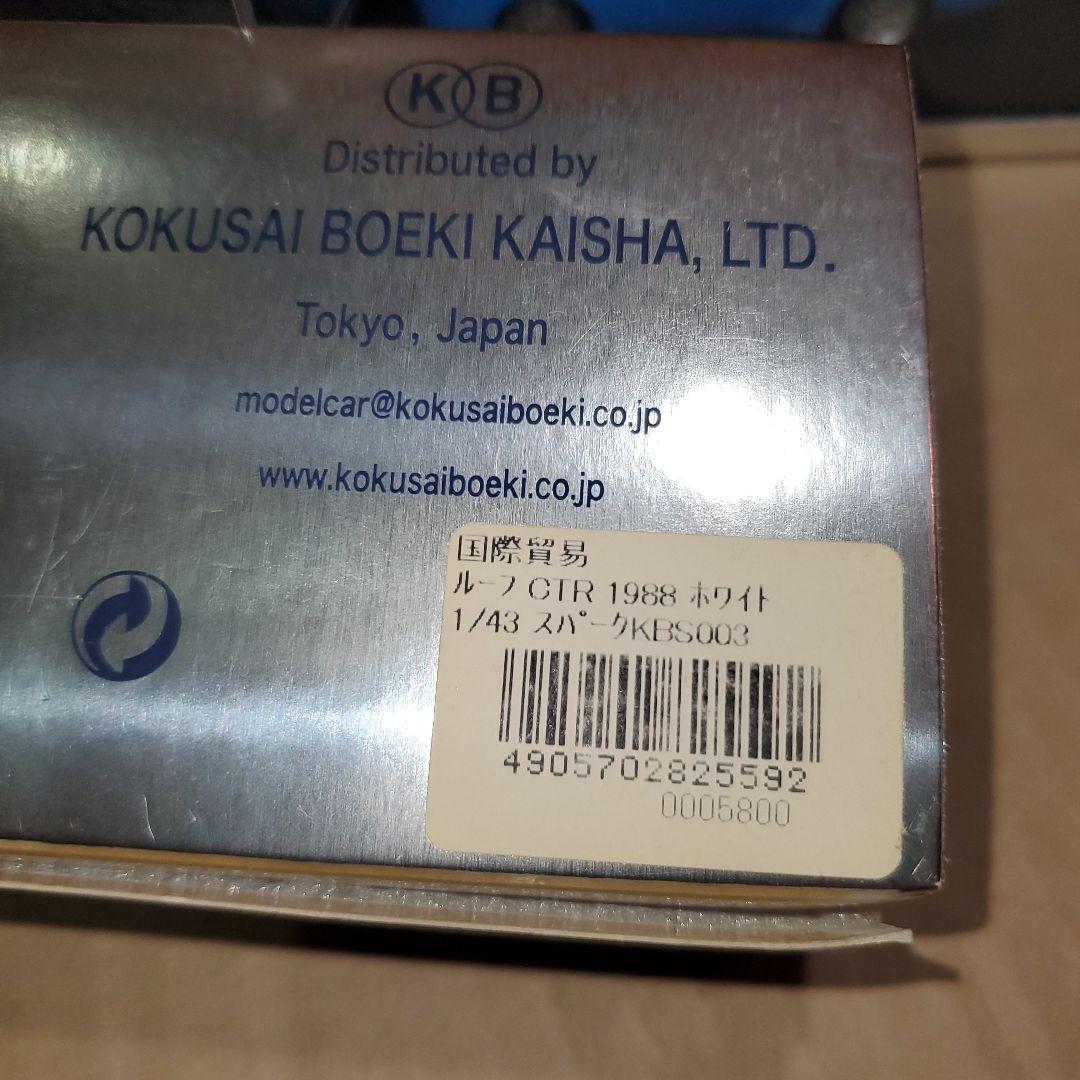 KB
Distributed by
KOKUSAI BOEKI KAISHA, LTD.
Tokyo, Japan
modelcar@kokusaiboeki.co.jp
www.kokusaiboeki.co.jp
国際貿易
ﾙｰﾌ CTR 1988 ﾎﾜｲﾄ
1/43 ｽﾊﾟｰｸKBS003
4905702825592
0005800